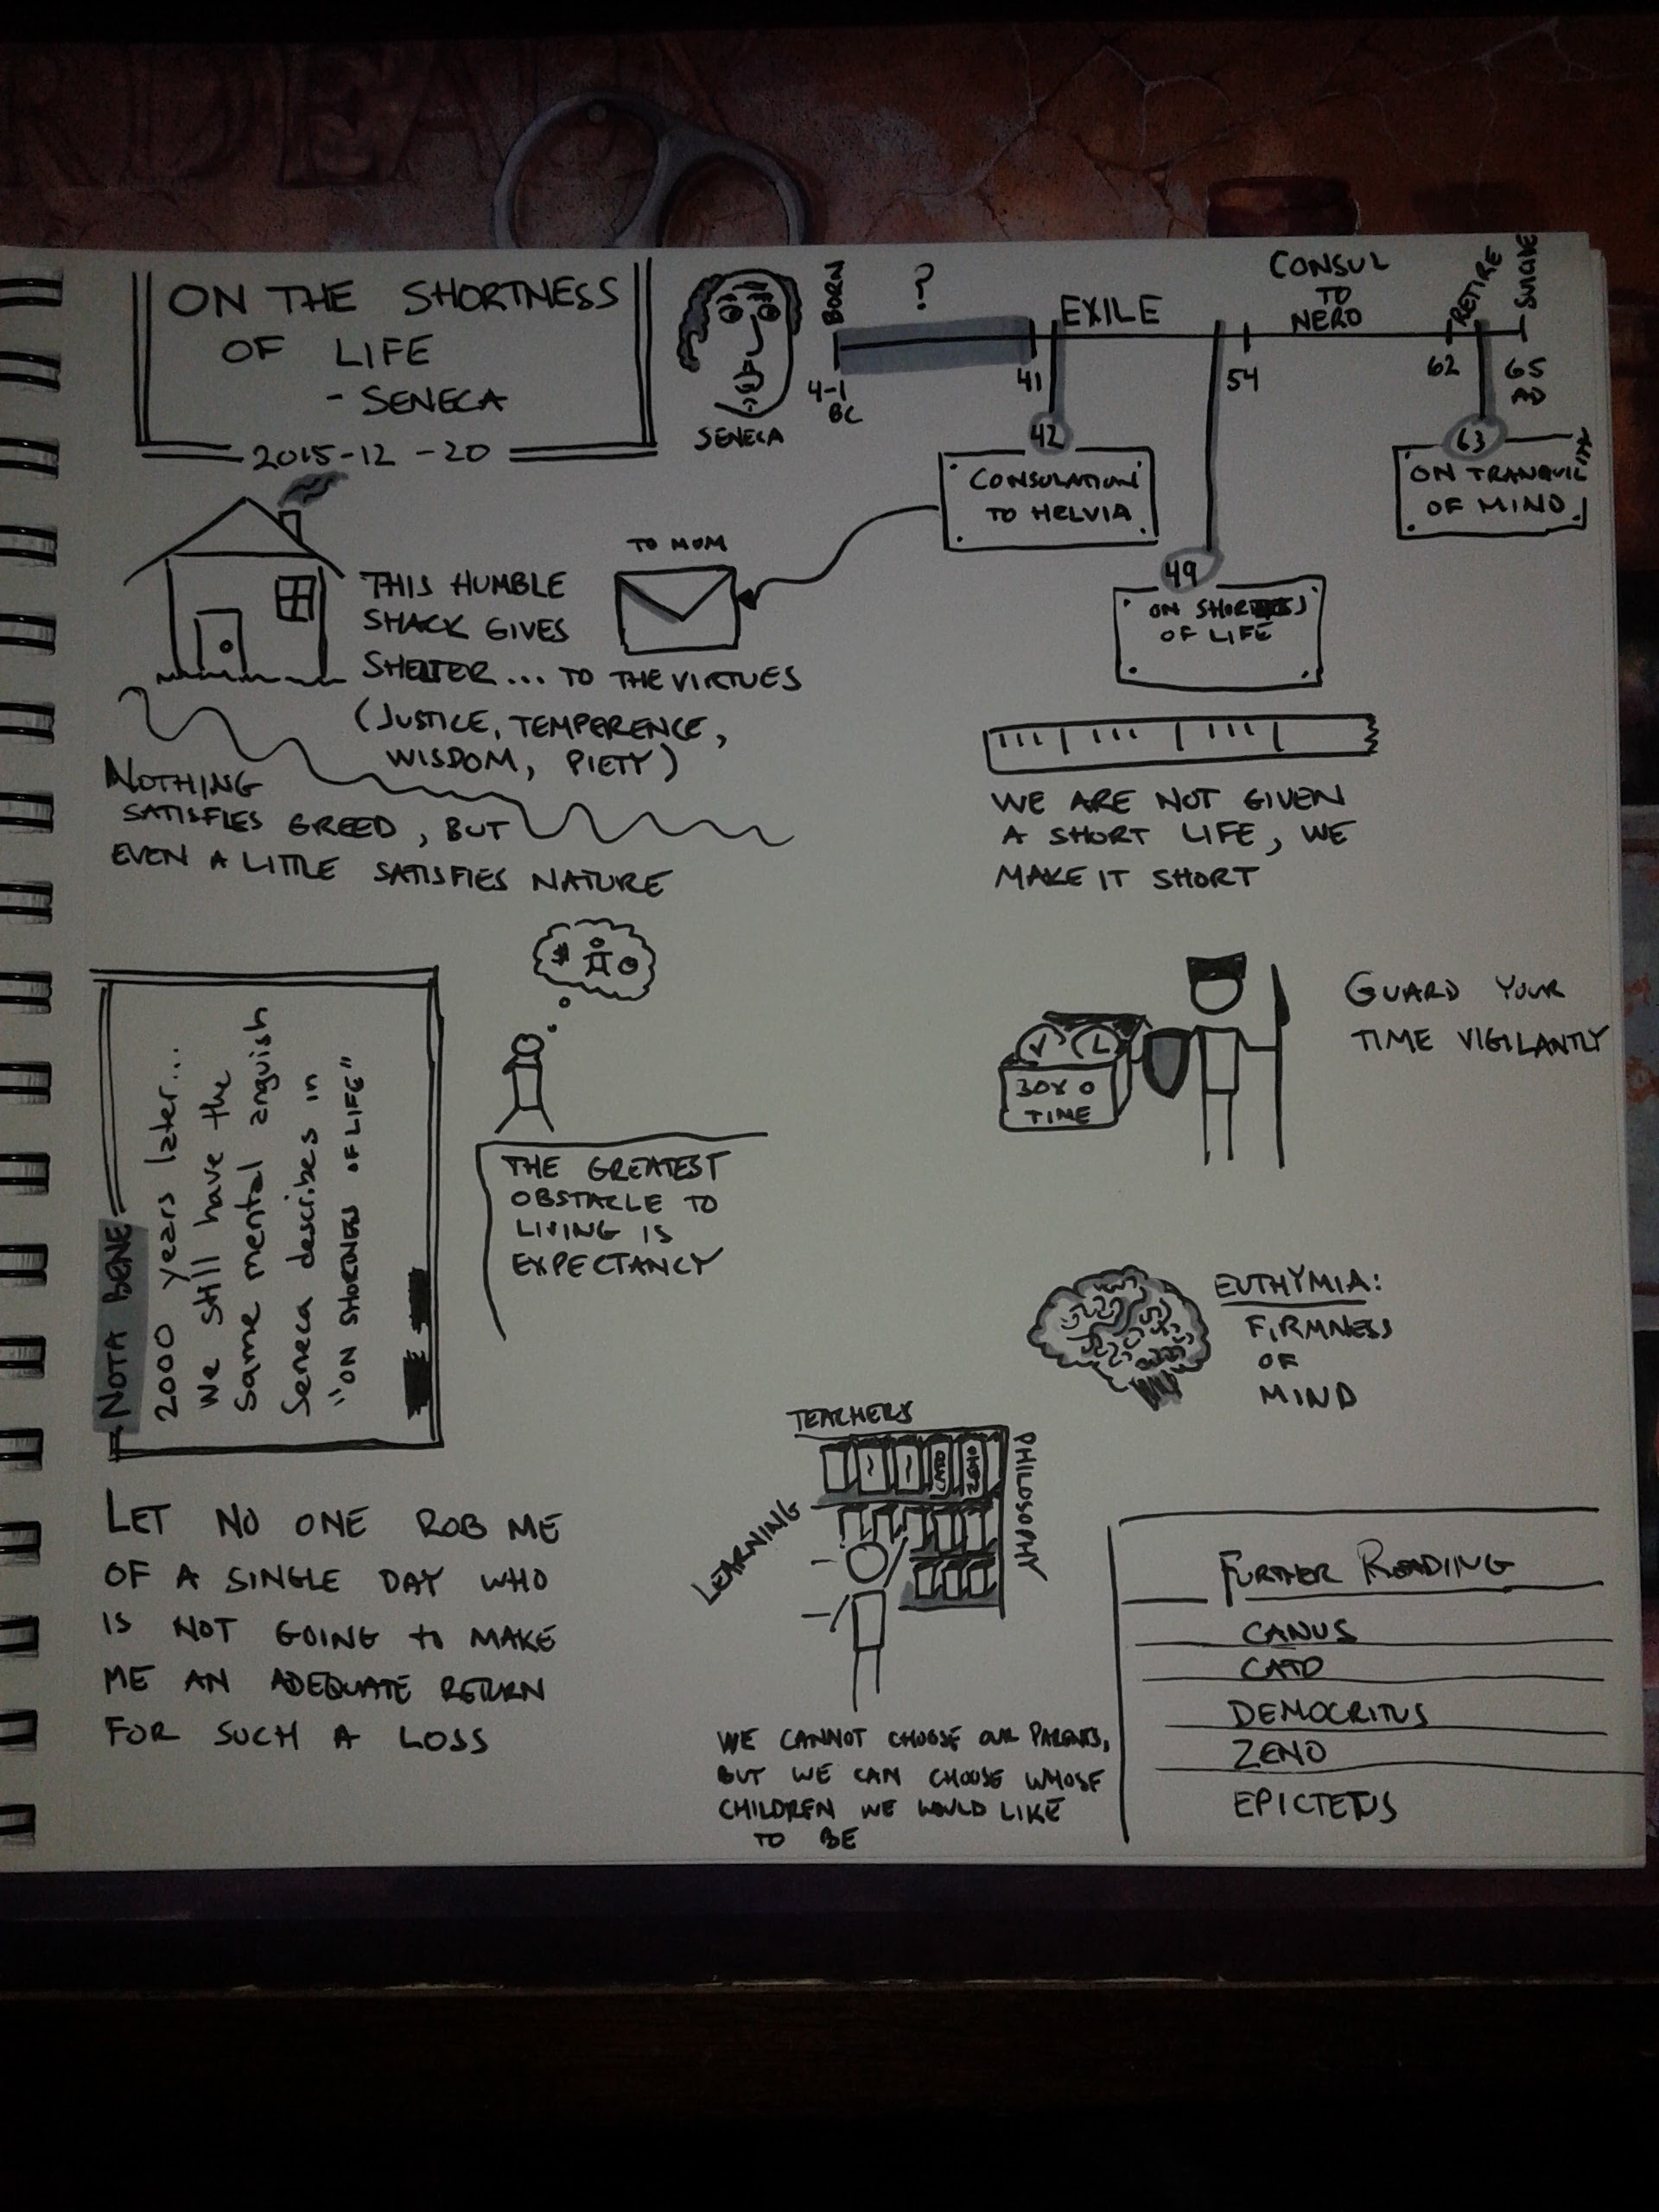 ON THE SHORTNESS
OF LIFE
- SENECA
2015-12-20
SENECA
BORN
?
EXILE
CONSUL
TO
NERO
RETIRE
SUICIDE
4-1
BC
41
54
62
65
AD
42
CONSOLATION
TO HELVIA
49
ON SHORTNESS
OF LIFE
63
ON TRANQUIL
OF MIND
TO MOM
THIS HUMBLE
SHACK GIVES
SHELTER... TO THE VIRTUES
(JUSTICE, TEMPERENCE,
WISDOM, PIETY)
NOTHING
SATISFIES GREED, BUT
EVEN A LITTLE SATISFIES NATURE
WE ARE NOT GIVEN
A SHORT LIFE, WE
MAKE IT SHORT
NOTA BENE
2000 years later...
we still have the
same mental anguish
Seneca describes in
"ON SHORTNESS OF LIFE"
$
THE GREATEST
OBSTACLE TO
LIVING IS
EXPECTANCY
BOX O
TIME
GUARD YOUR
TIME VIGILANTLY
EUTHYMIA:
FIRMNESS
OF
MIND
LET NO ONE ROB ME
OF A SINGLE DAY WHO
IS NOT GOING to MAKE
ME AN ADEQUATE RETURN
FOR SUCH A LOSS
TEACHERS
LEARNING
PHILOSOPHY
CATO
ZENO
WE CANNOT CHOOSE OUR PARENTS,
BUT WE CAN CHOOSE WHOSE
CHILDREN WE WOULD LIKE
TO BE
FURTHER READING
CANUS
CATO
DEMOCRITUS
ZENO
EPICTETUS